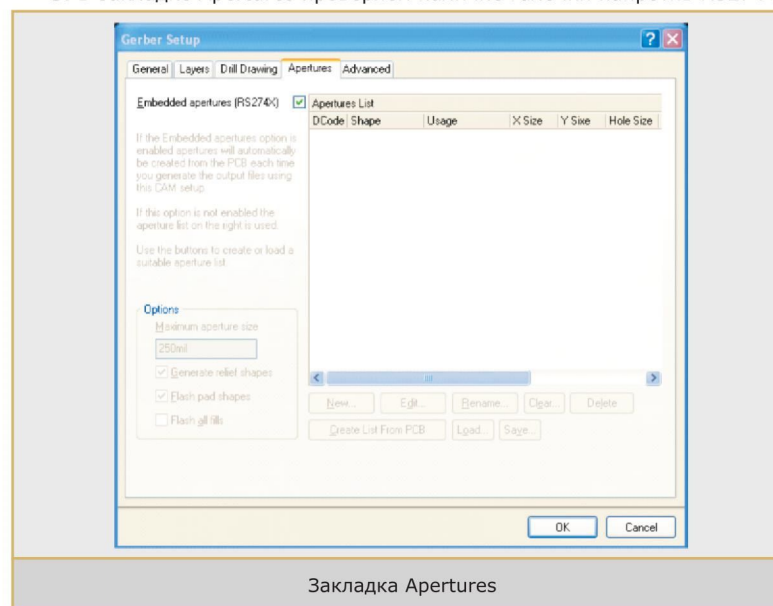 Gerber Setup
General Layers Drill Drawing Apertures Advanced
Embedded apertures (RS274X)
If the Embedded apertures option is
enabled apertures will automatically
be created from the PCB each time
you generate the output files using
this CAM setup.
If this option is not enabled the
aperture list on the right is used.
Use the buttons to create or load a
suitable aperture list.
Options
Maximum aperture size
250mil
Generate relief shapes
Flash pad shapes
Flash all fills
Apertures List
DCode Shape Usage X Size Y Sixe Hole Size
New... Edit... Rename... Clear... Delete
Create List From PCB Load... Save...
OK Cancel
Закладка Apertures